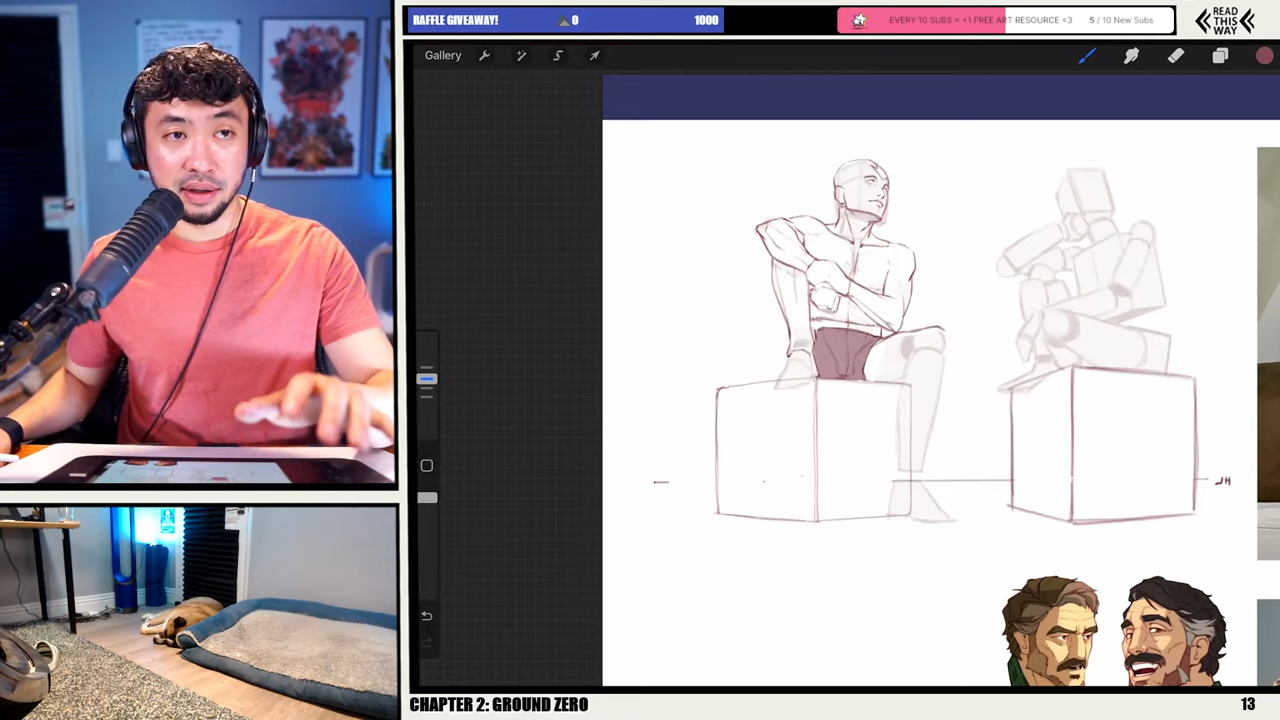 RAFFLE GIVEAWAY! 0 1000
EVERY 10 SUBS = +1 FREE ART RESOURCE <3 5 / 10 New Subs
READ
THIS
WAY
Gallery
CHAPTER 2: GROUND ZERO 13